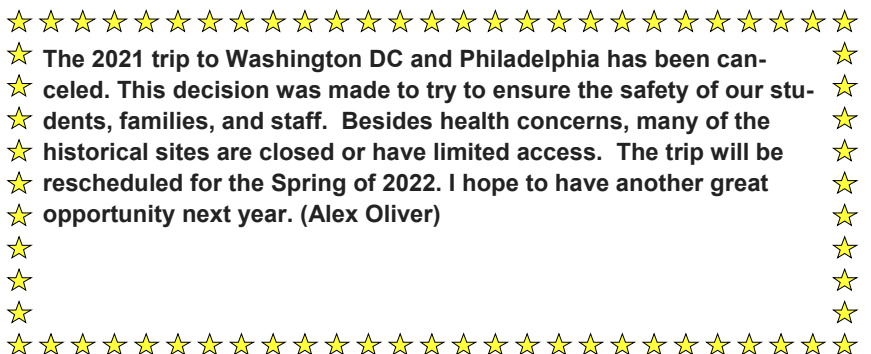 The 2021 trip to Washington DC and Philadelphia has been can-
celed. This decision was made to try to ensure the safety of our stu-
dents, families, and staff.  Besides health concerns, many of the
historical sites are closed or have limited access.  The trip will be
rescheduled for the Spring of 2022. I hope to have another great
opportunity next year. (Alex Oliver)